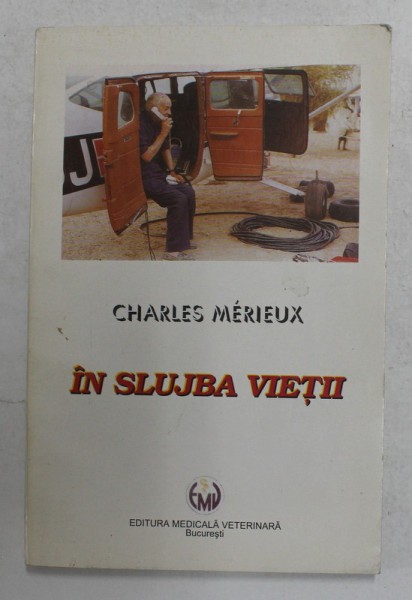 J
CHARLES MÉRIEUX
ÎN SLUJBA VIEȚII
EMV
EDITURA MEDICALĂ VETERINARĂ
București